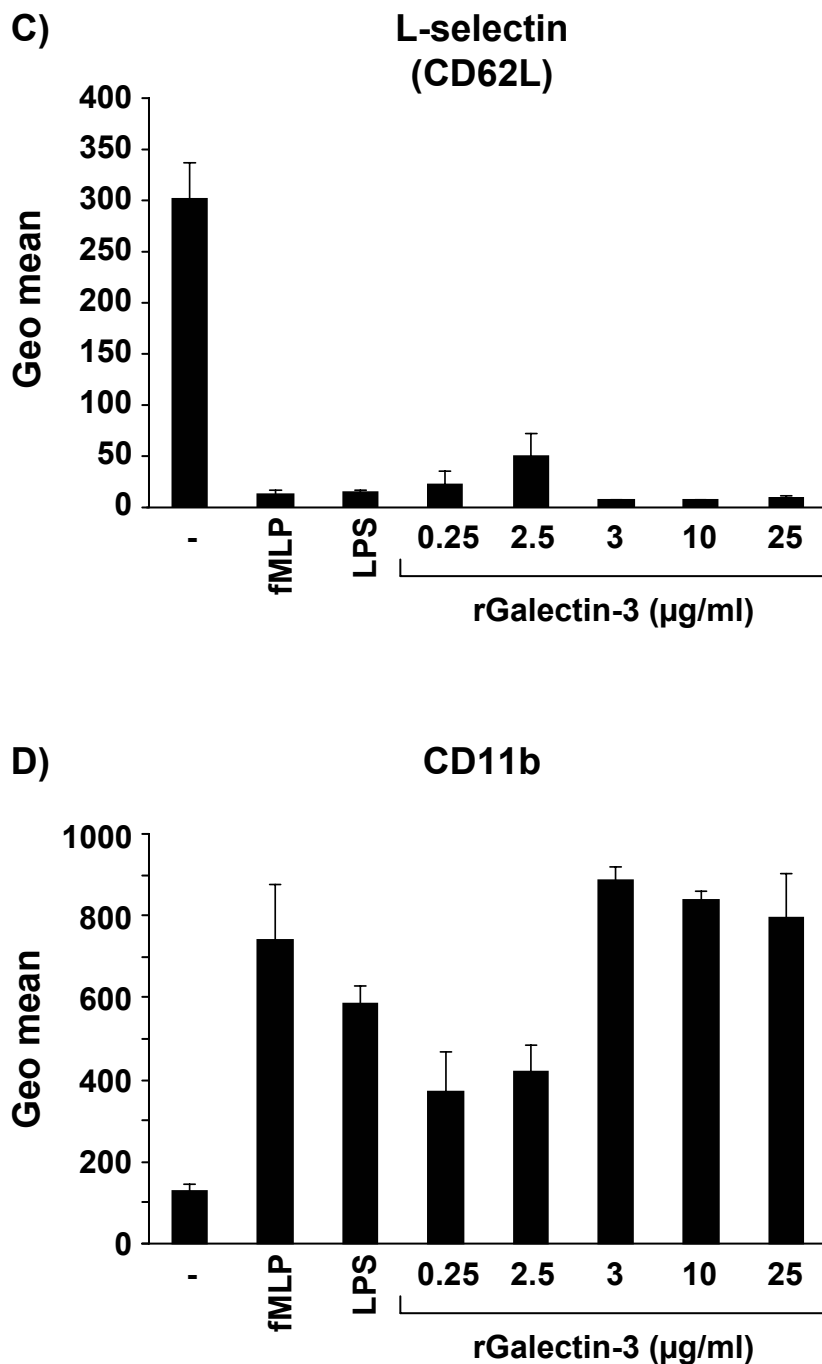 C)
L-selectin
(CD62L)
400
350
300
250
200
150
100
50
0
Geo mean
- fMLP LPS 0.25 2.5 3 10 25
rGalectin-3 (µg/ml)
D)
CD11b
1000
800
600
400
200
0
Geo mean
- fMLP LPS 0.25 2.5 3 10 25
rGalectin-3 (µg/ml)